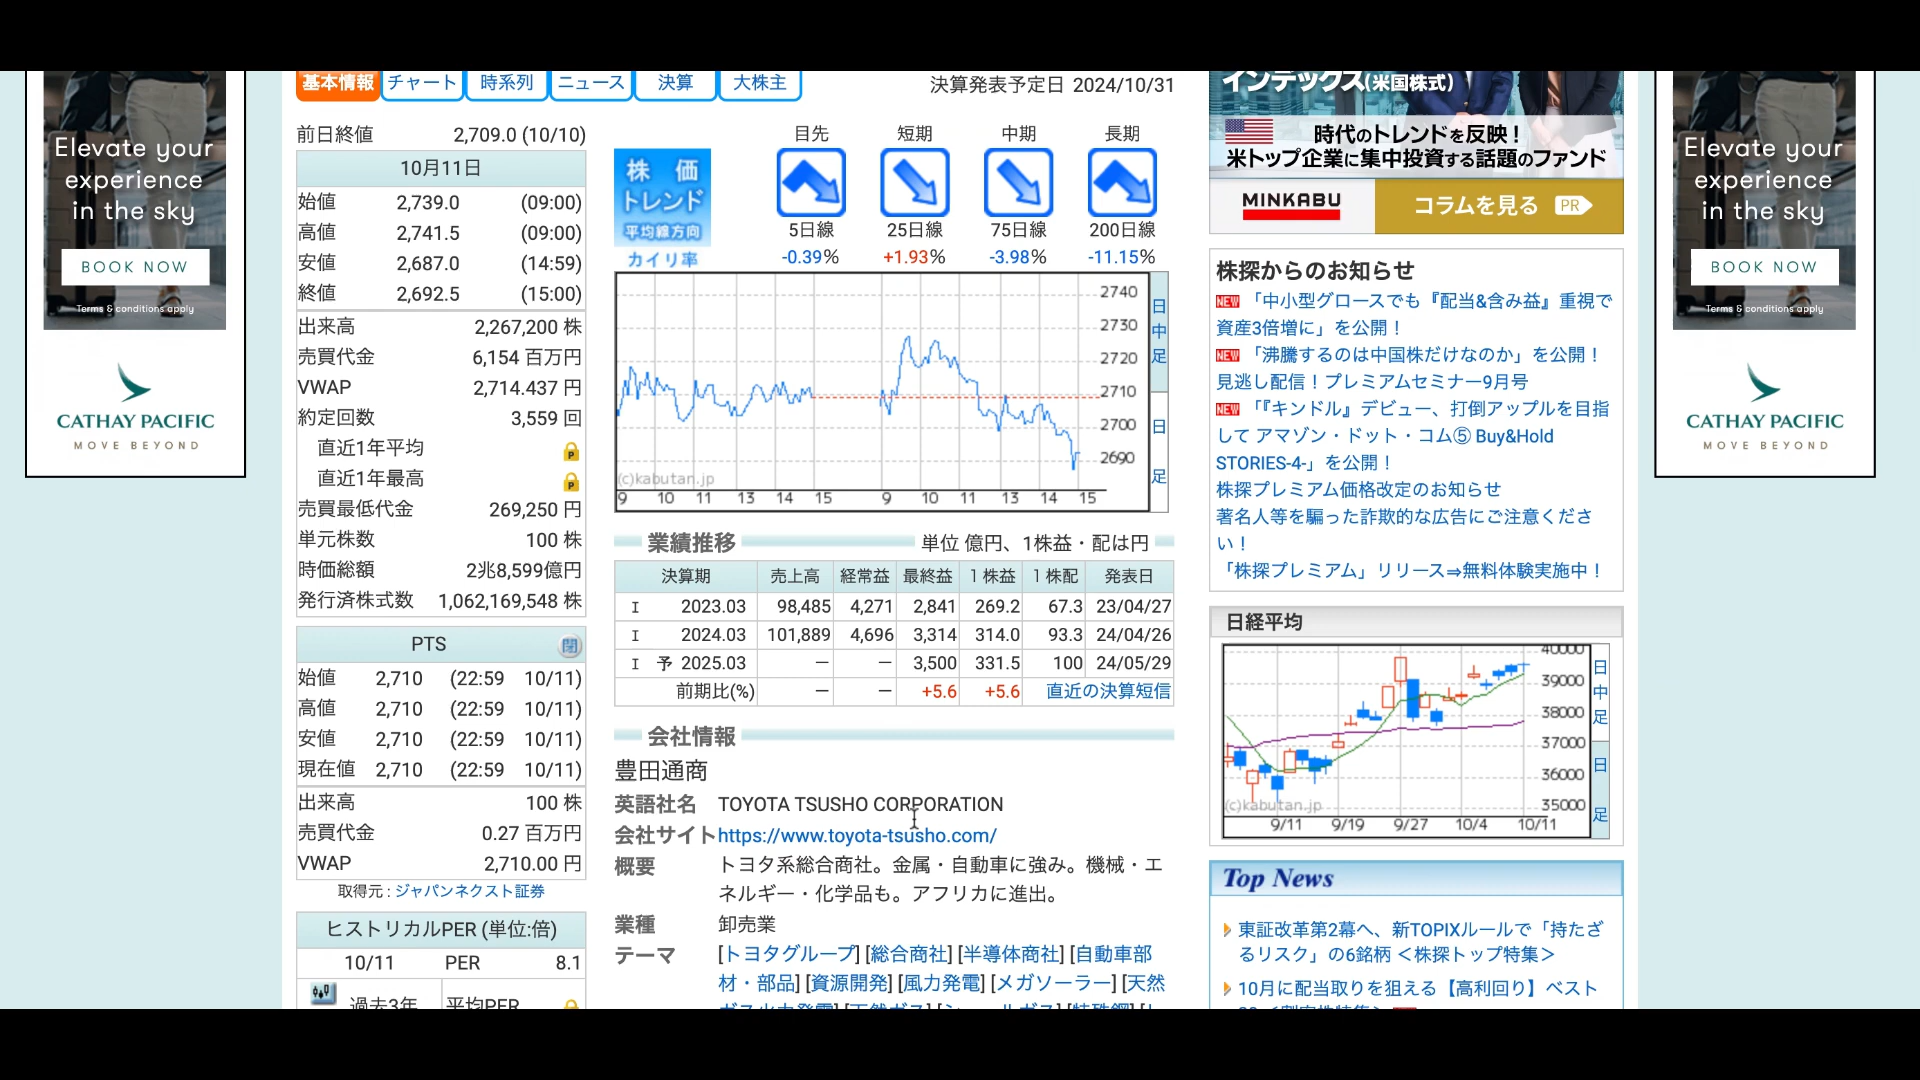 Elevate your
experience
in the sky
BOOK NOW
Terms & conditions apply
CATHAY PACIFIC
MOVE BEYOND
基本情報 チャート 時系列 ニュース 決算 大株主
決算発表予定日 2024/10/31
前日終値 2,709.0 (10/10)
10月11日
始値 2,739.0 (09:00)
高値 2,741.5 (09:00)
安値 2,687.0 (14:59)
終値 2,692.5 (15:00)
出来高 2,267,200 株
売買代金 6,154 百万円
VWAP 2,714.437 円
約定回数 3,559 回
直近1年平均 P
直近1年最高 P
売買最低代金 269,250 円
単元株数 100 株
時価総額 2兆8,599億円
発行済株式数 1,062,169,548 株
PTS 閉
始値 2,710 (22:59 10/11)
高値 2,710 (22:59 10/11)
安値 2,710 (22:59 10/11)
現在値 2,710 (22:59 10/11)
出来高 100 株
売買代金 0.27 百万円
VWAP 2,710.00 円
取得元 : ジャパンネクスト証券
ヒストリカルPER (単位:倍)
10/11 PER 8.1
過去3年 平均PER
株価
トレンド
平均線方向
カイリ率
目先 短期 中期 長期
5日線 25日線 75日線 200日線
-0.39% +1.93% -3.98% -11.15%
2740
2730
2720
2710
2700
2690
(c)kabutan.jp
9 10 11 13 14 15 9 10 11 13 14 15
日中足
日足
業績推移 単位 億円、1株益・配は円
決算期 売上高 経常益 最終益 1株益 1株配 発表日
I 2023.03 98,485 4,271 2,841 269.2 67.3 23/04/27
I 2024.03 101,889 4,696 3,314 314.0 93.3 24/04/26
I 予 2025.03 － － 3,500 331.5 100 24/05/29
前期比(%) － － +5.6 +5.6 直近の決算短信
会社情報
豊田通商
英語社名 TOYOTA TSUSHO CORPORATION
会社サイト https://www.toyota-tsusho.com/
概要 トヨタ系総合商社。金属・自動車に強み。機械・エ
ネルギー・化学品も。アフリカに進出。
業種 卸売業
テーマ [トヨタグループ] [総合商社] [半導体商社] [自動車部
材・部品] [資源開発] [風力発電] [メガソーラー] [天然
インデックス(米国株式)
時代のトレンドを反映！
米トップ企業に集中投資する話題のファンド
MINKABU コラムを見る PR
株探からのお知らせ
NEW 「中小型グロースでも『配当&含み益』重視で
資産3倍増に」を公開！
NEW 「沸騰するのは中国株だけなのか」を公開！
見逃し配信！プレミアムセミナー9月号
NEW 「『キンドル』デビュー、打倒アップルを目指
して アマゾン・ドット・コム⑤ Buy&Hold
STORIES-4-」を公開！
株探プレミアム価格改定のお知らせ
著名人等を騙った詐欺的な広告にご注意くださ
い！
「株探プレミアム」リリース⇒無料体験実施中！
日経平均
40000
39000
38000
37000
36000
35000
(c)kabutan.jp
9/11 9/19 9/27 10/4 10/11
日中足
日足
Top News
東証改革第2幕へ、新TOPIXルールで「持たざ
るリスク」の6銘柄 ＜株探トップ特集＞
10月に配当取りを狙える【高利回り】ベスト
Elevate your
experience
in the sky
BOOK NOW
Terms & conditions apply
CATHAY PACIFIC
MOVE BEYOND